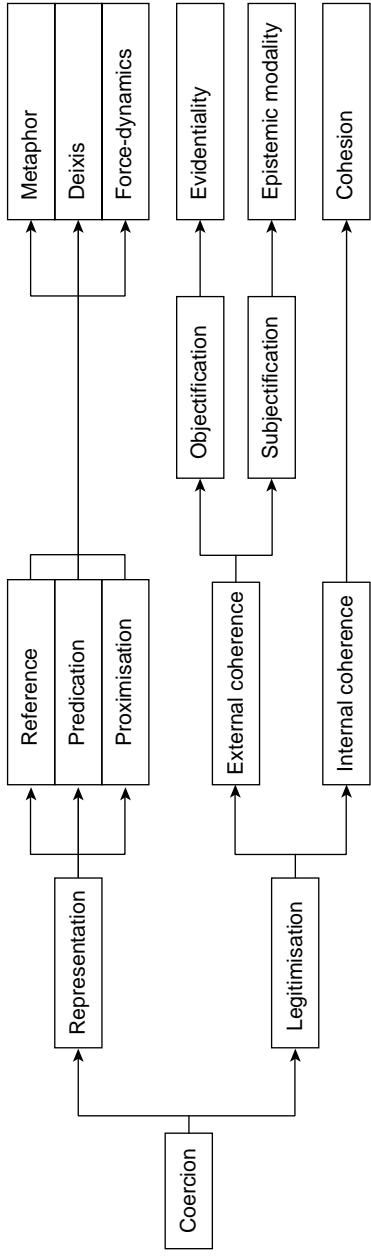 Coercion
Representation
Legitimisation
Reference
Predication
Proximisation
External coherence
Internal coherence
Objectification
Subjectification
Metaphor
Deixis
Force-dynamics
Evidentiality
Epistemic modality
Cohesion